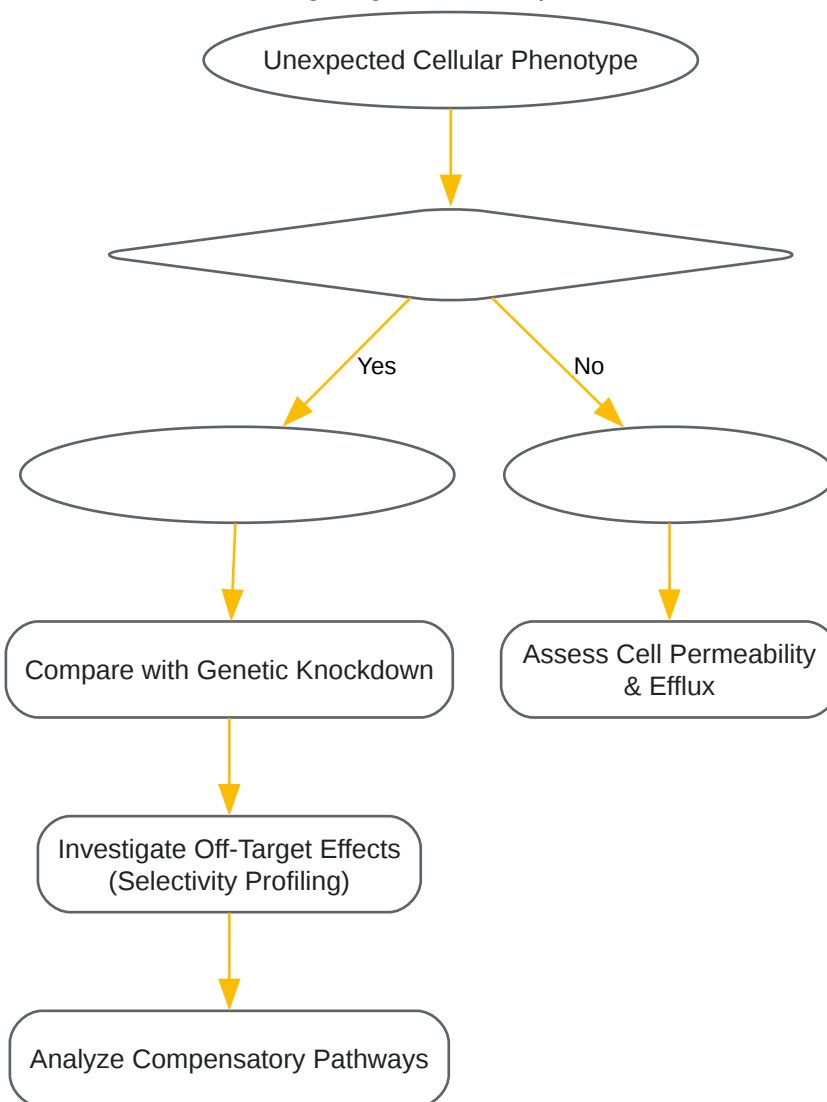 Unexpected Cellular Phenotype
Yes
No
Compare with Genetic Knockdown
Assess Cell Permeability
& Efflux
Investigate Off-Target Effects
(Selectivity Profiling)
Analyze Compensatory Pathways